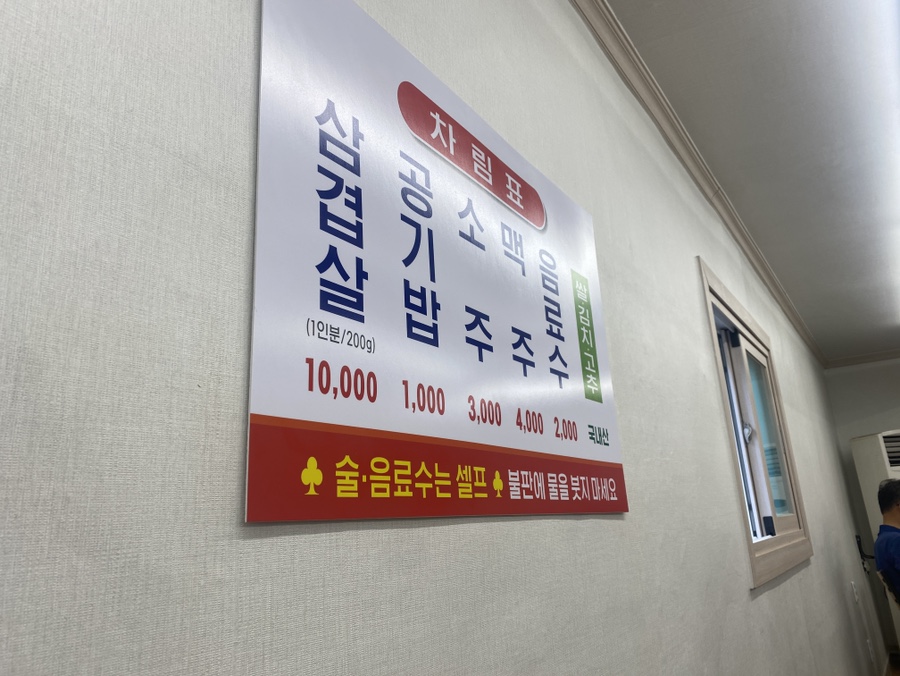 차림표
삼겹살
(1인분/200g)
10,000
공기밥
1,000
소주
3,000
맥주
4,000
음료수
2,000
쌀김치고추
국내산
♣술·음료수는 셀프♣불판에 물을 붓지 마세요